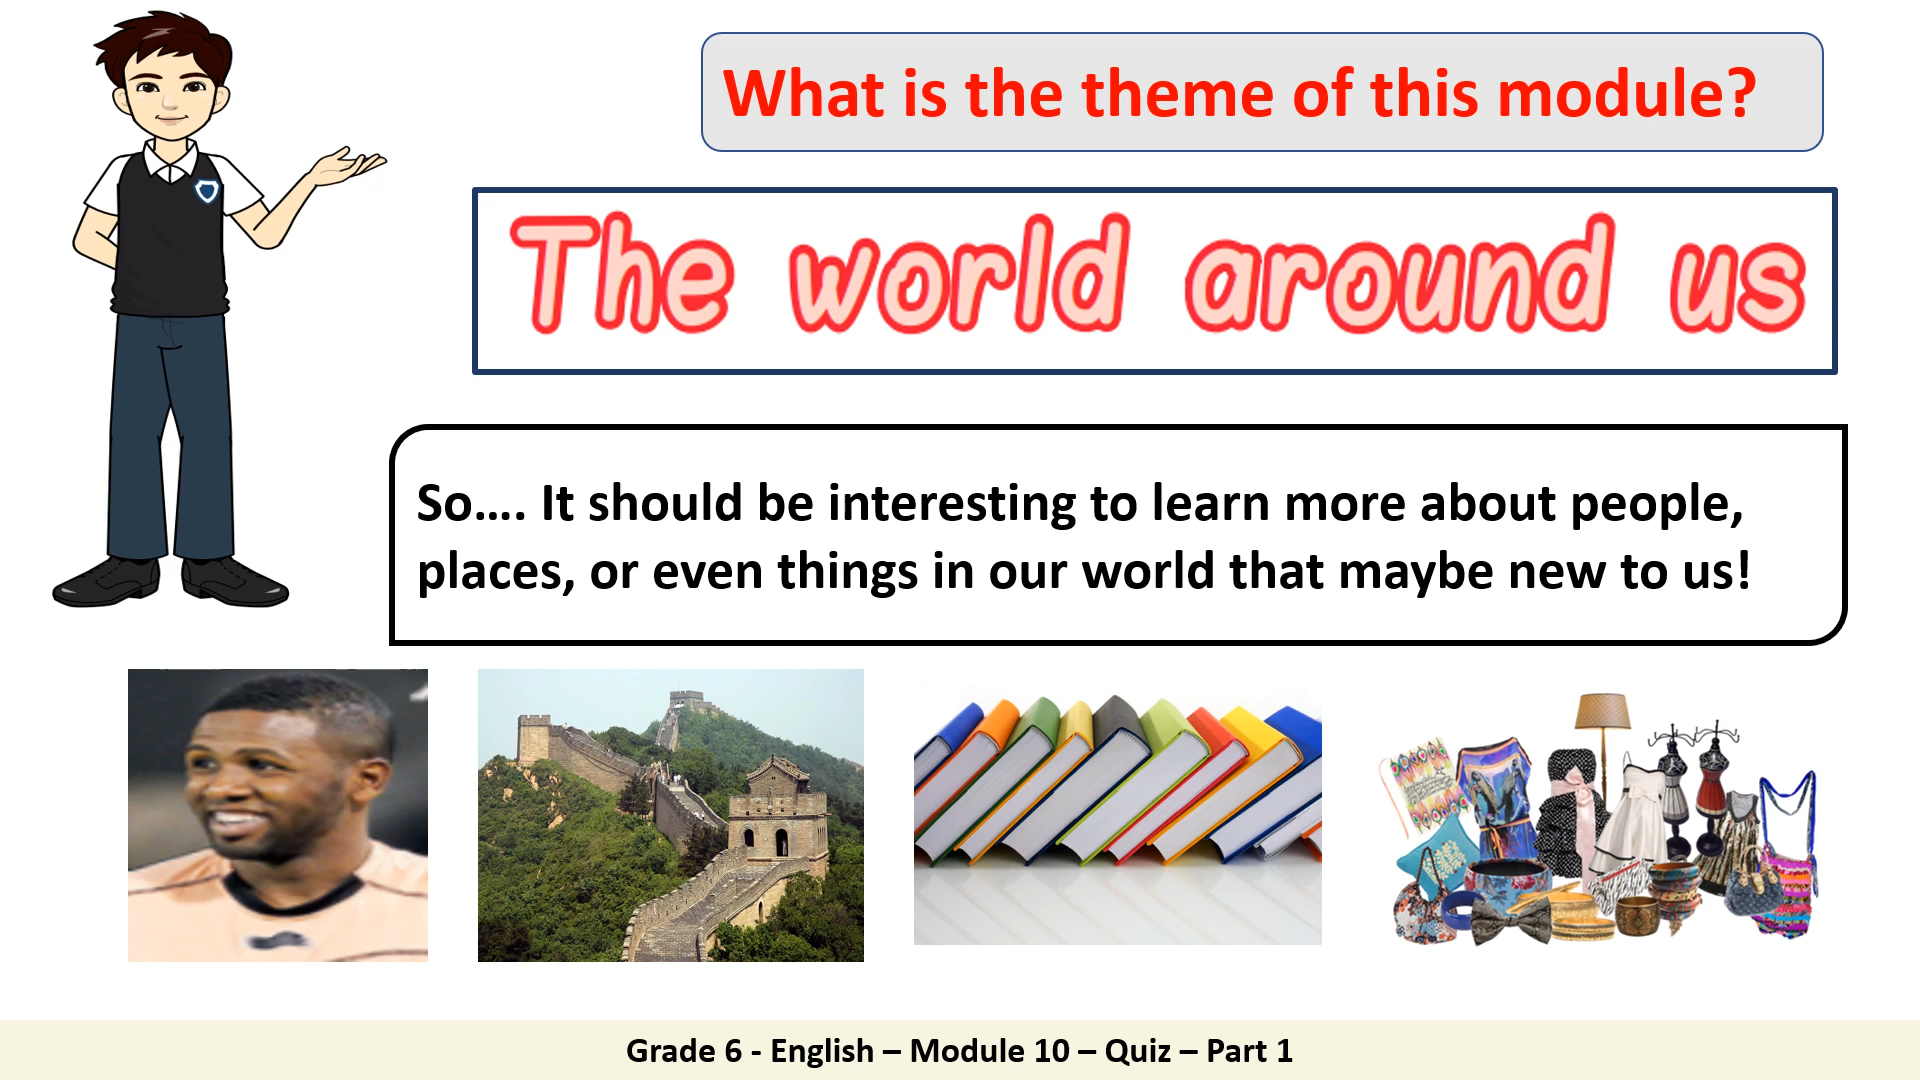 What is the theme of this module?
The world around us
So.... It should be interesting to learn more about people,
places, or even things in our world that maybe new to us!
Grade 6 - English – Module 10 – Quiz – Part 1